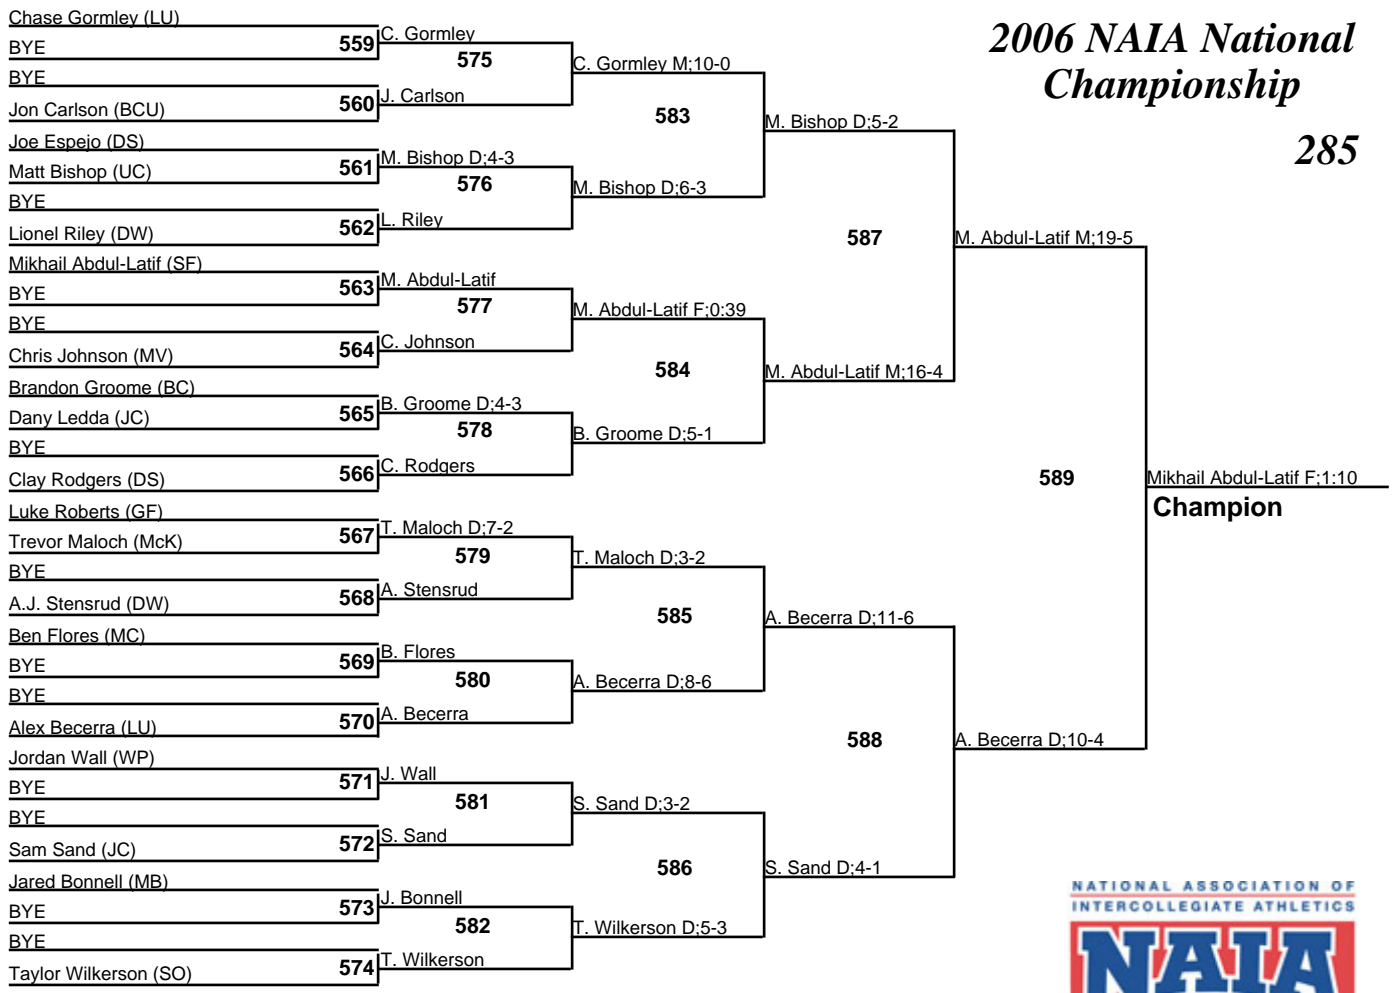 2006 NAIA National
Championship
285
Chase Gormley (LU)
BYE
559
C. Gormley
575
BYE
Jon Carlson (BCU)
560
J. Carlson
C. Gormley M;10-0
583
Joe Espejo (DS)
Matt Bishop (UC)
561
M. Bishop D;4-3
576
BYE
Lionel Riley (DW)
562
L. Riley
M. Bishop D;6-3
M. Bishop D;5-2
587
Mikhail Abdul-Latif (SF)
BYE
563
M. Abdul-Latif
577
BYE
Chris Johnson (MV)
564
C. Johnson
M. Abdul-Latif F;0:39
584
Brandon Groome (BC)
Dany Ledda (JC)
565
B. Groome D;4-3
578
BYE
Clay Rodgers (DS)
566
C. Rodgers
B. Groome D;5-1
M. Abdul-Latif M;16-4
M. Abdul-Latif M;19-5
589
Luke Roberts (GF)
Trevor Maloch (McK)
567
T. Maloch D;7-2
579
BYE
A.J. Stensrud (DW)
568
A. Stensrud
T. Maloch D;3-2
585
Ben Flores (MC)
BYE
569
B. Flores
580
BYE
Alex Becerra (LU)
570
A. Becerra
A. Becerra D;8-6
A. Becerra D;11-6
588
Jordan Wall (WP)
BYE
571
J. Wall
581
BYE
Sam Sand (JC)
572
S. Sand
S. Sand D;3-2
586
Jared Bonnell (MB)
BYE
573
J. Bonnell
582
BYE
Taylor Wilkerson (SO)
574
T. Wilkerson
T. Wilkerson D;5-3
S. Sand D;4-1
A. Becerra D;10-4
Mikhail Abdul-Latif F;1:10
Champion
NATIONAL ASSOCIATION OF
INTERCOLLEGIATE ATHLETICS
NAIA